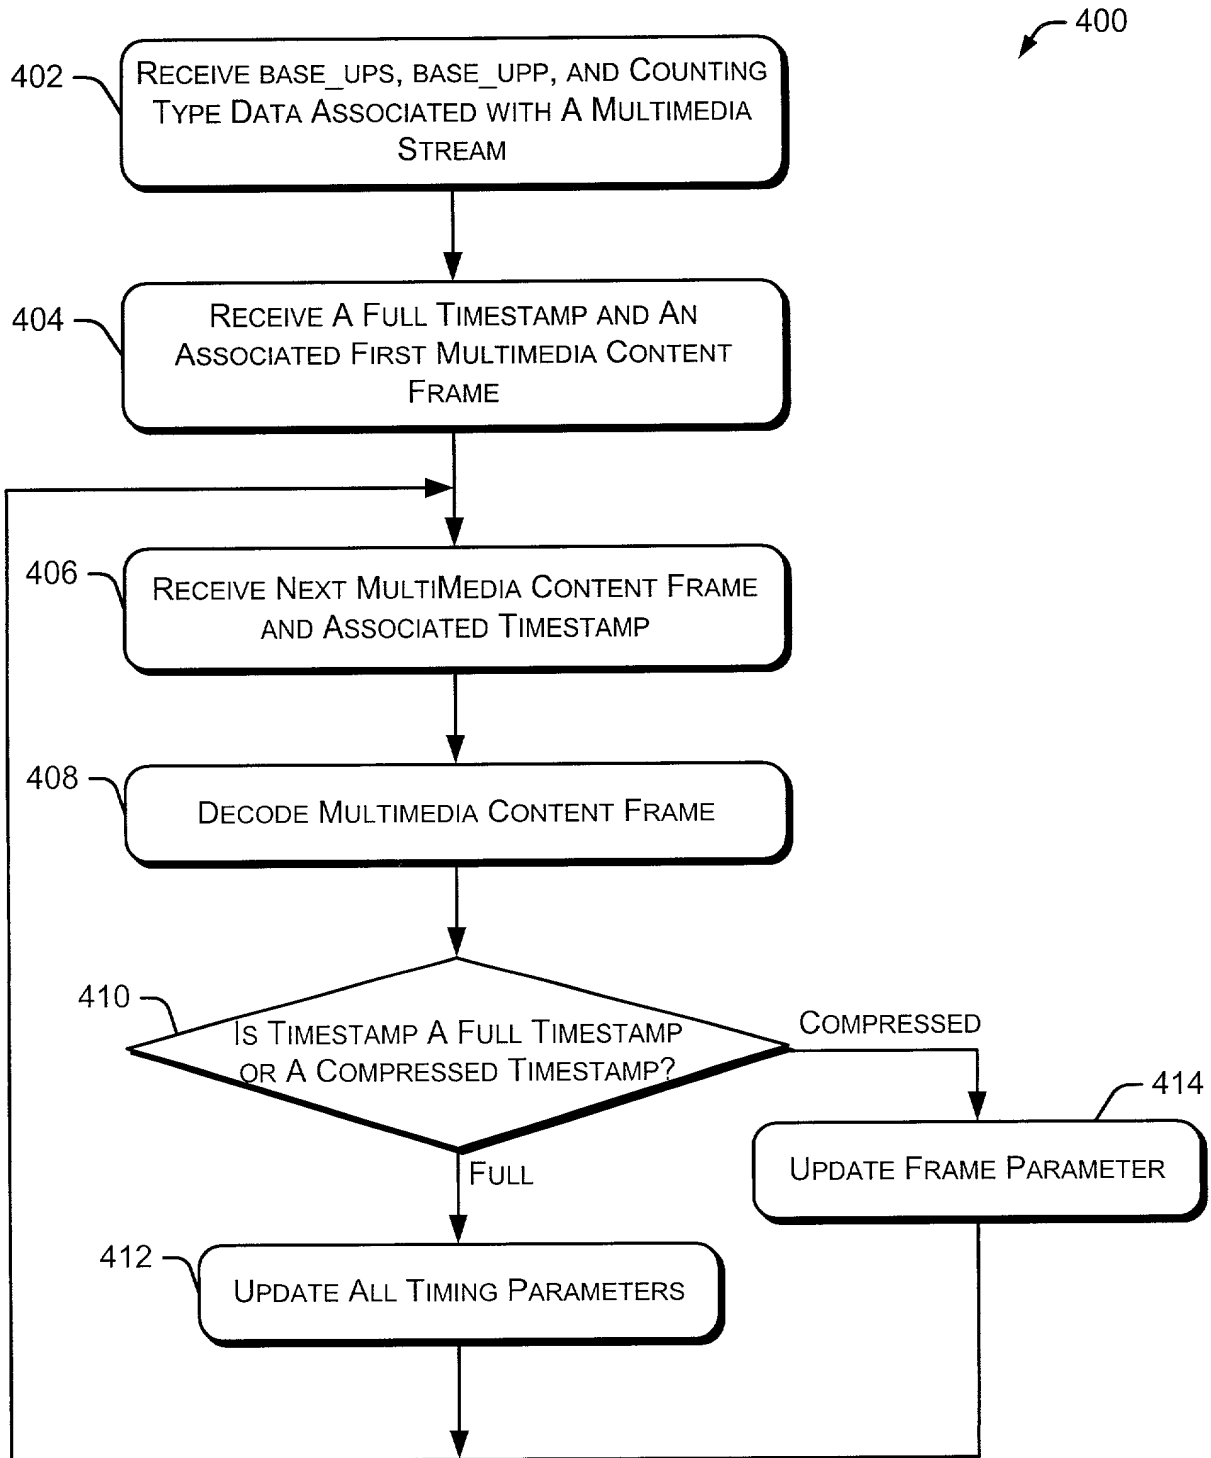 400
402
RECEIVE BASE_UPS, BASE_UPP, AND COUNTING
TYPE DATA ASSOCIATED WITH A MULTIMEDIA
STREAM
404
RECEIVE A FULL TIMESTAMP AND AN
ASSOCIATED FIRST MULTIMEDIA CONTENT
FRAME
406
RECEIVE NEXT MULTIMEDIA CONTENT FRAME
AND ASSOCIATED TIMESTAMP
408
DECODE MULTIMEDIA CONTENT FRAME
410
IS TIMESTAMP A FULL TIMESTAMP
OR A COMPRESSED TIMESTAMP?
COMPRESSED
414
UPDATE FRAME PARAMETER
FULL
412
UPDATE ALL TIMING PARAMETERS